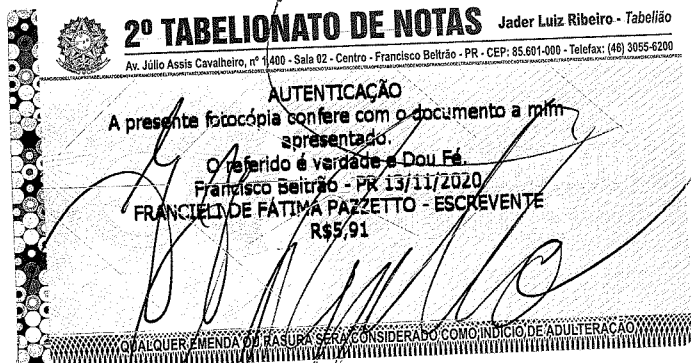 2º TABELIONATO DE NOTAS Jader Luiz Ribeiro - Tabelião
Av. Júlio Assis Cavalheiro, nº 1.400 - Sala 02 - Centro - Francisco Beltrão - PR - CEP: 85.601-000 - Telefax: (46) 3055-6200
AUTENTICAÇÃO
A presente fotocópia confere com o documento a mim
apresentado.
O referido é verdade e Dou Fé.
Francisco Beltrão - PR 13/11/2020
FRANCIELI DE FÁTIMA PAZZETTO - ESCREVENTE
R$5,91
QUALQUER EMENDA OU RASURA SERÁ CONSIDERADO COMO INDÍCIO DE ADULTERAÇÃO